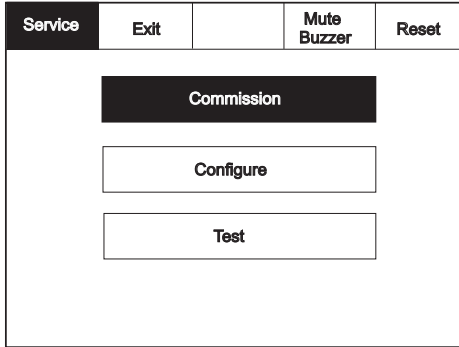 Service
Exit
Mute
Buzzer
Reset
Commission
Configure
Test